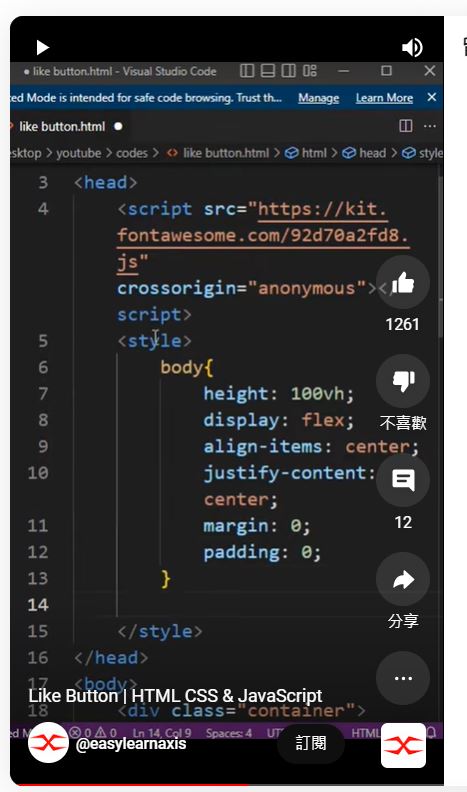 like button.html - Visual Studio Code
ed Mode is intended for safe code browsing. Trust th... Manage Learn More
like button.html
esktop > youtube > codes > like button.html > html > head > style
3 <head>
4 <script src="https://kit.
fontawesome.com/92d70a2fd8.
js"
crossorigin="anonymous"></
script>
5 <style>
6 body{
7 height: 100vh;
8 display: flex;
9 align-items: center;
10 justify-content:
center;
11 margin: 0;
12 padding: 0;
13 }
14
15 </style>
16 </head>
17 <body>
18 <div class="container">
1261
不喜歡
12
分享
Like Button | HTML CSS & JavaScript
ed M 0 0 Ln 14, Col 9 Spaces: 4 UT HTML
@easylearnaxis
訂閱